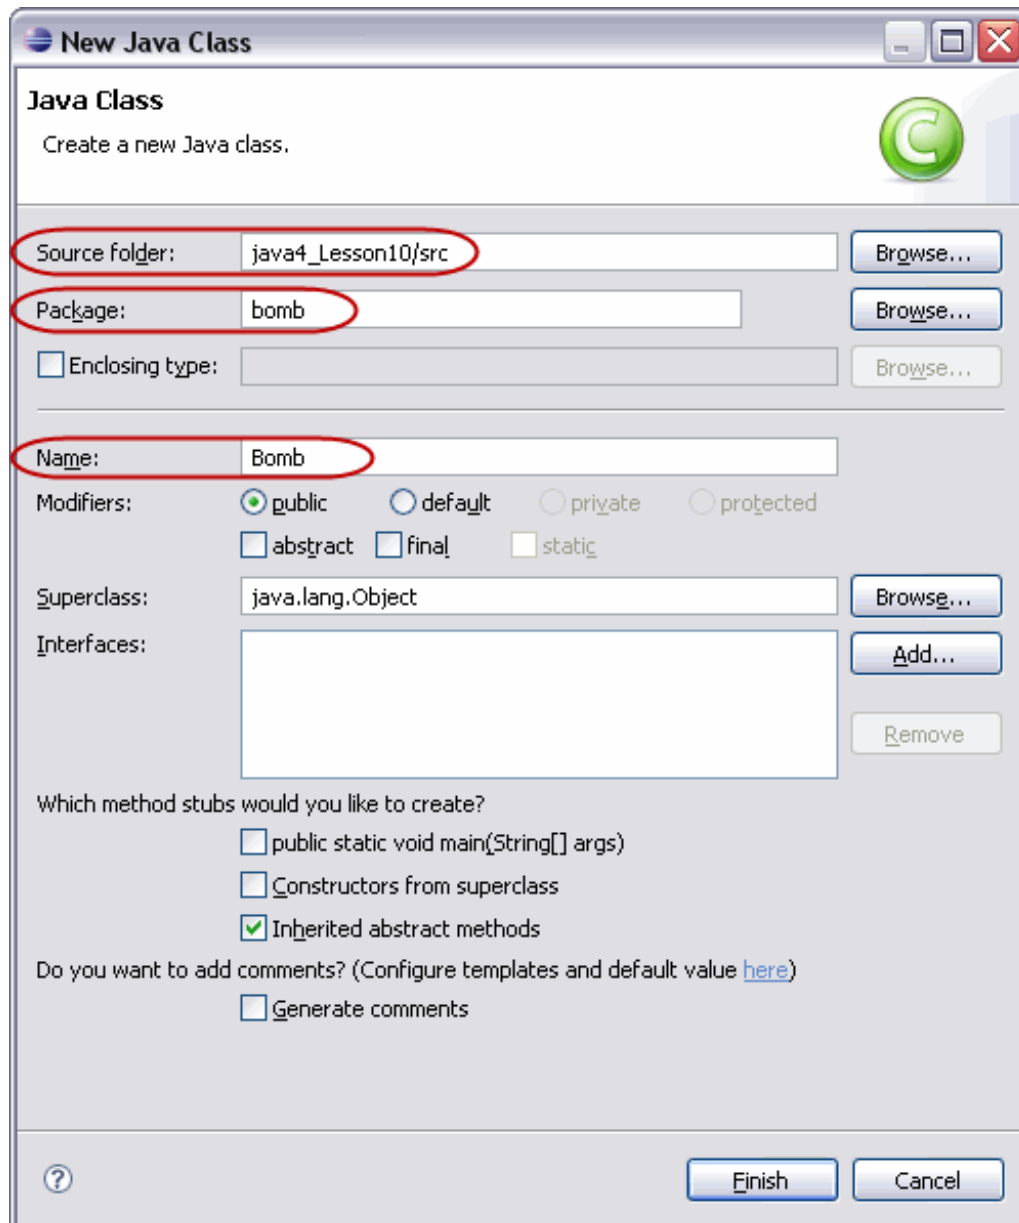 New Java Class
Java Class
Create a new Java class.
C
Source folder: java4_Lesson10/src Browse...
Package: bomb Browse...
Enclosing type: Browse...
Name: Bomb
Modifiers: public default private protected
abstract final static
Superclass: java.lang.Object Browse...
Interfaces: Add...
Remove
Which method stubs would you like to create?
public static void main(String[] args)
Constructors from superclass
Inherited abstract methods
Do you want to add comments? (Configure templates and default value here)
Generate comments
? Finish Cancel